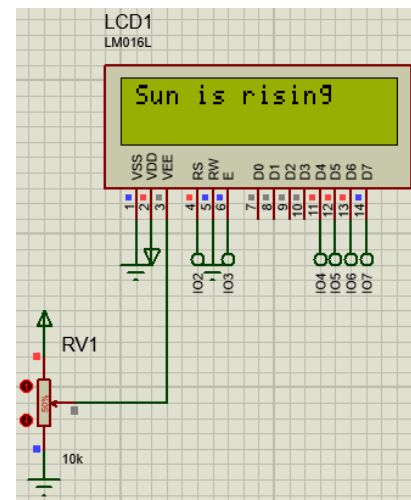 LCD1
LM016L
Sun is rising
VSS VDD VEE RS RW E D0 D1 D2 D3 D4 D5 D6 D7
1 2 3 4 5 6 7 8 9 10 11 12 13 14
IO2 IO3 IO4 IO5 IO6 IO7
RV1
50%
10k